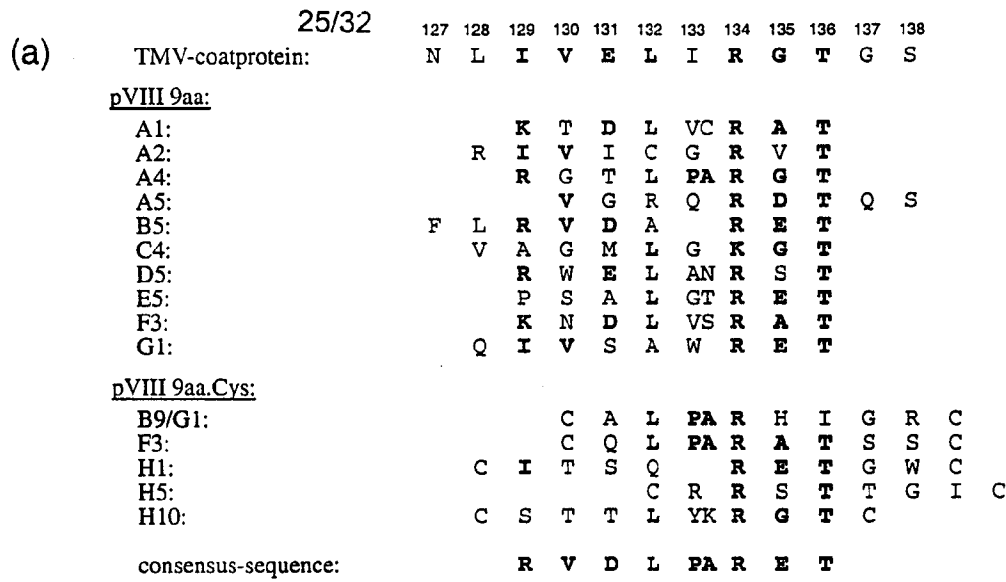 25/32
127 128 129 130 131 132 133 134 135 136 137 138
(a) TMV-coatprotein: N L I V E L I R G T G S
pVIII 9aa:
A1: K T D L VC R A T
A2: R I V I C G R V T
A4: R G T L PA R G T
A5: V G R Q R D T Q S
B5: F L R V D A R E T
C4: V A G M L G K G T
D5: R W E L AN R S T
E5: P S A L GT R E T
F3: K N D L VS R A T
G1: Q I V S A W R E T
pVIII 9aa.Cys:
B9/G1: C A L PA R H I G R C
F3: C Q L PA R A T S S C
H1: C I T S Q R E T G W C
H5: C R R S T T G I C
H10: C S T T L YK R G T C
consensus-sequence: R V D L PA R E T